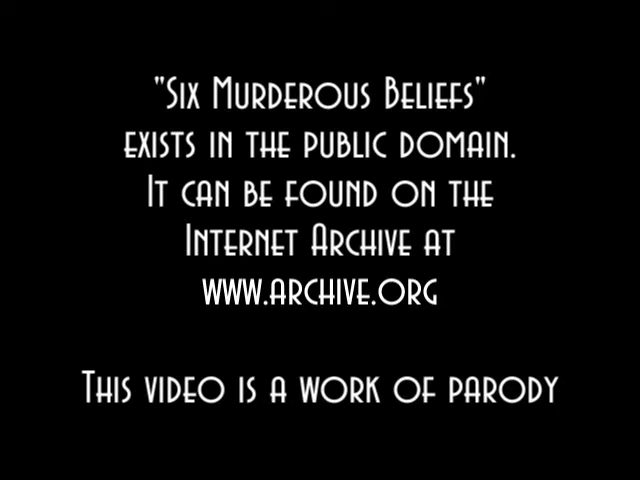 "Six Murderous Beliefs"
exists in the public domain.
It can be found on the
Internet Archive at
www.archive.org
This video is a work of parody